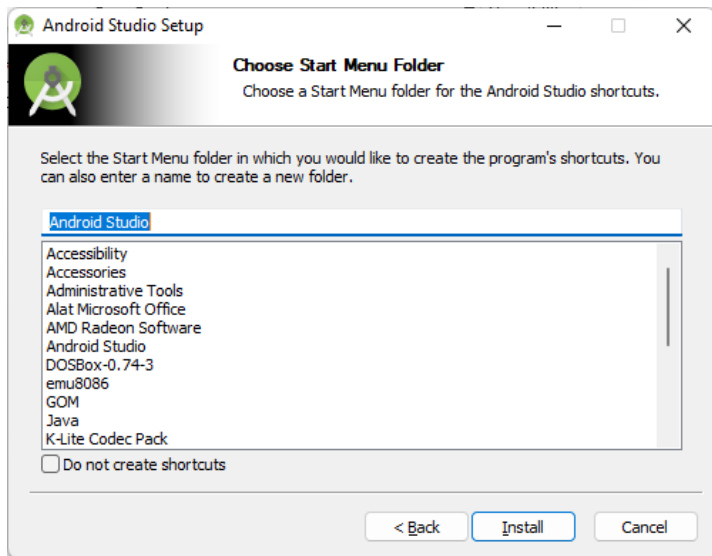 Android Studio Setup
Choose Start Menu Folder
Choose a Start Menu folder for the Android Studio shortcuts.
Select the Start Menu folder in which you would like to create the program's shortcuts. You
can also enter a name to create a new folder.
Android Studio
Accessibility
Accessories
Administrative Tools
Alat Microsoft Office
AMD Radeon Software
Android Studio
DOSBox-0.74-3
emu8086
GOM
Java
K-Lite Codec Pack
Do not create shortcuts
< Back Install Cancel